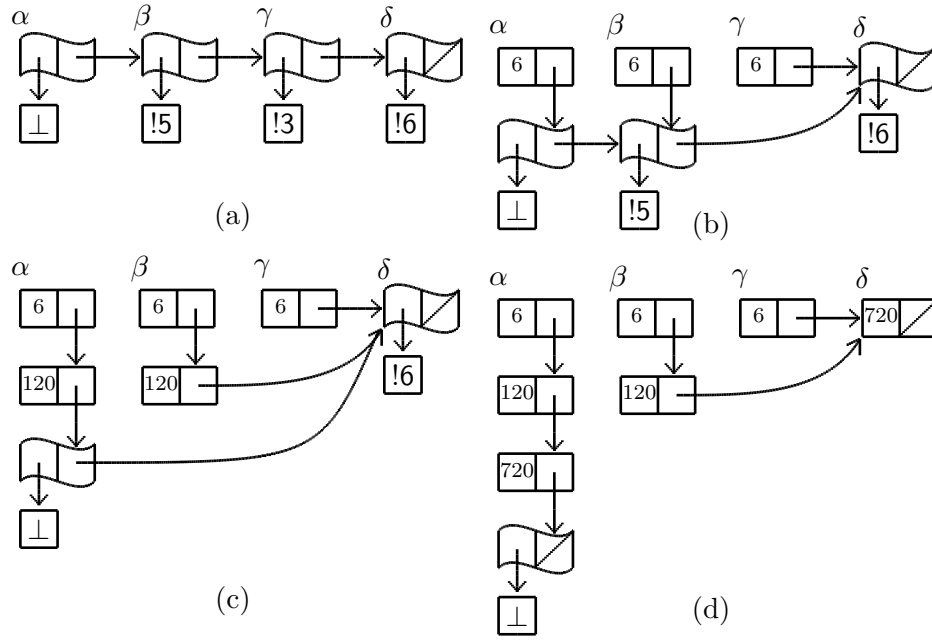 α β γ δ
⊥ !5 !3 !6
(a)
α β γ δ
6 6 6
!6
⊥ !5
(b)
α β γ δ
6 6 6
120 120 !6
⊥
(c)
α β γ δ
6 6 6 720
120 120
720
⊥
(d)